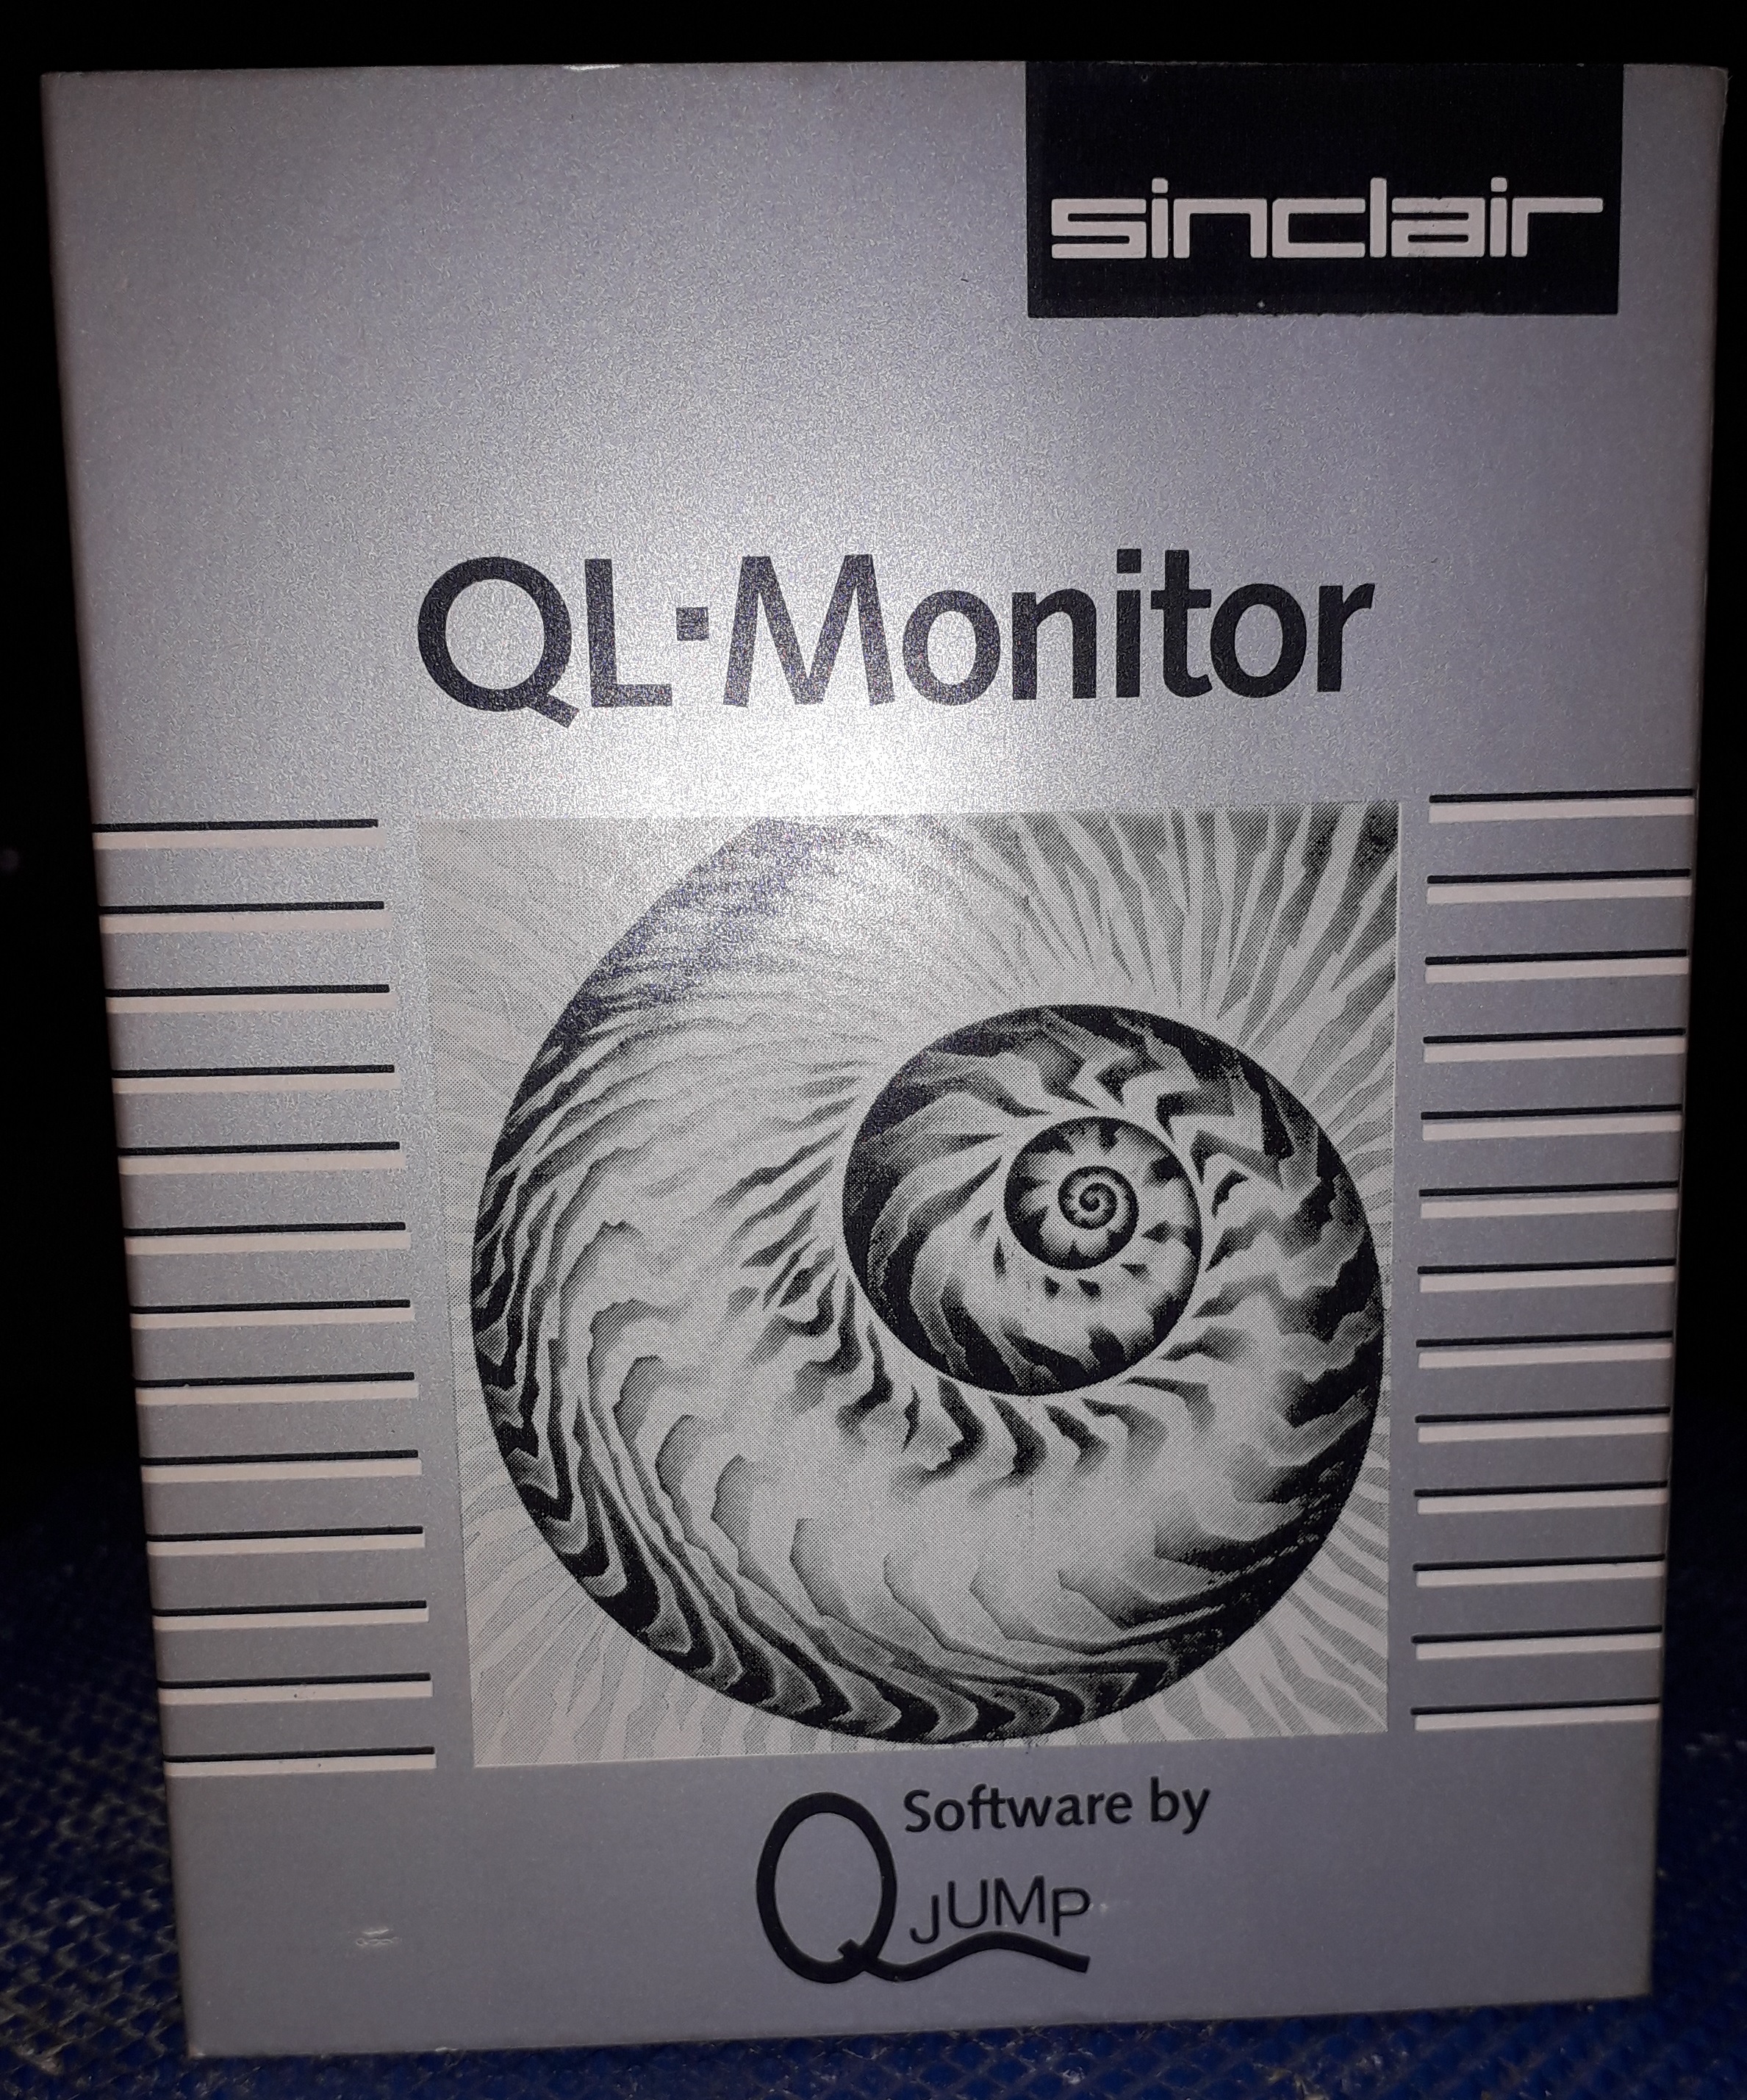 sinclair
QL·Monitor
Software by
QJUMP